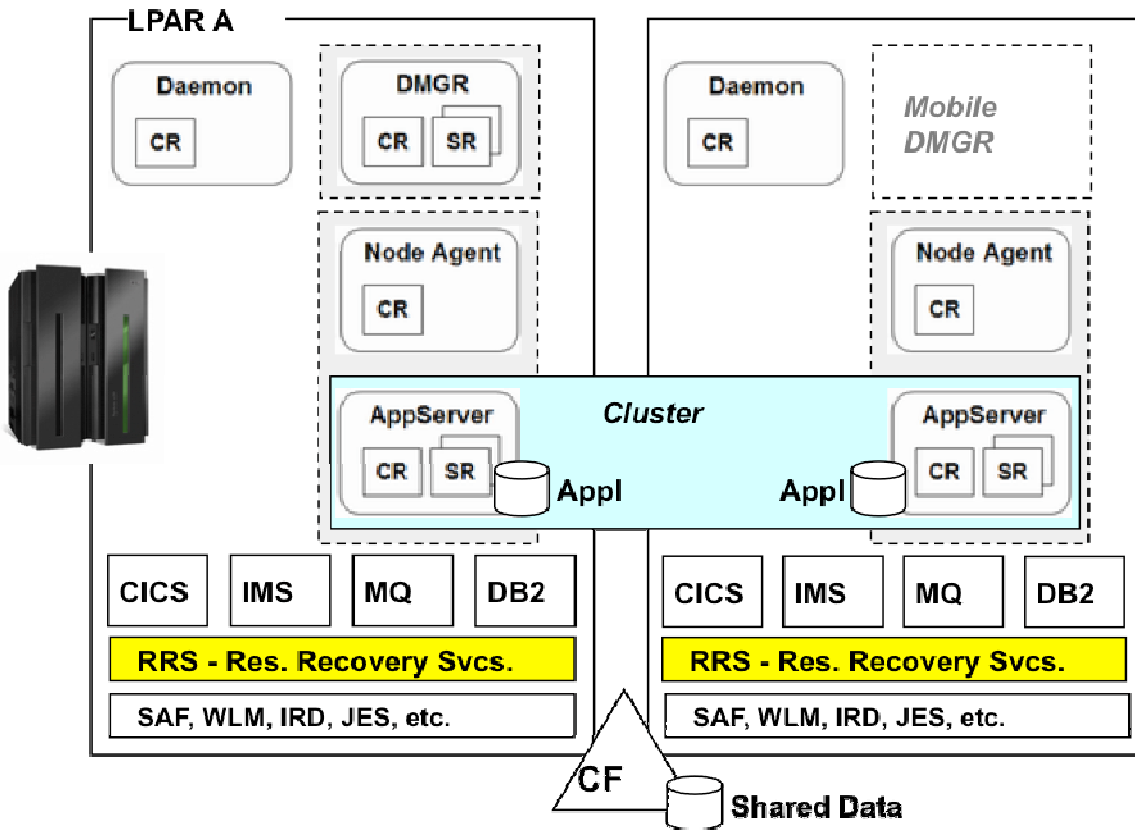 LPAR A
Daemon
CR
DMGR
CR SR
Node Agent
CR
AppServer
CR SR
Appl
CICS IMS MQ DB2
RRS - Res. Recovery Svcs.
SAF, WLM, IRD, JES, etc.
Cluster
Daemon
CR
Mobile
DMGR
Node Agent
CR
AppServer
CR SR
Appl
CICS IMS MQ DB2
RRS - Res. Recovery Svcs.
SAF, WLM, IRD, JES, etc.
CF
Shared Data